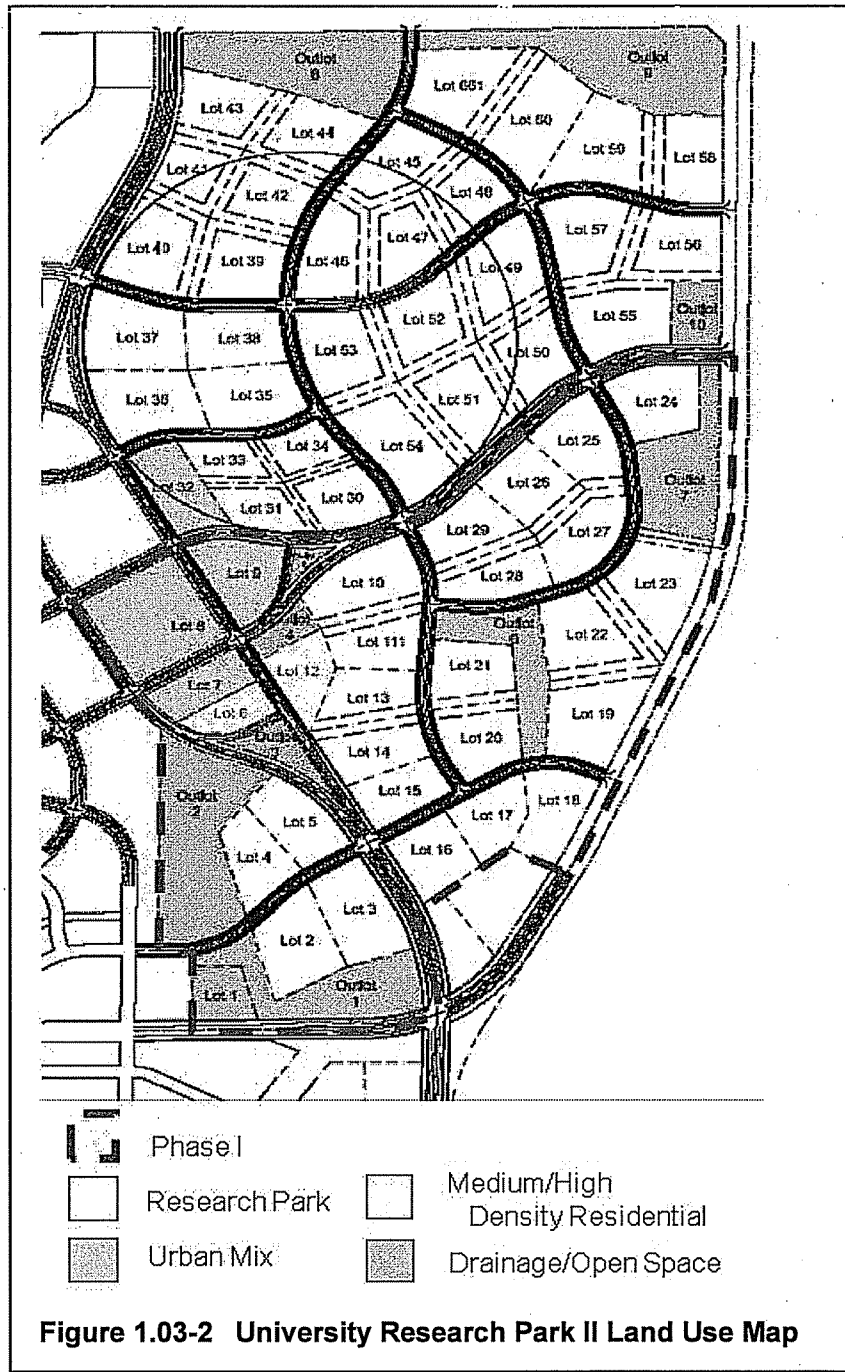 Outlot
8
Outlot
9
Lot 43
Lot 44
Lot 45
Lot 661
Lot 60
Lot 59
Lot 58
Lot 41
Lot 42
Lot 48
Lot 40
Lot 39
Lot 46
Lot 47
Lot 49
Lot 57
Lot 56
Lot 37
Lot 38
Lot 53
Lot 52
Lot 50
Lot 55
Outlot
10
Lot 36
Lot 35
Lot 51
Lot 24
Lot 32
Lot 33
Lot 34
Lot 54
Lot 25
Lot 31
Lot 30
Lot 26
Outlot
7
Lot 9
Lot 29
Lot 27
Lot 10
Lot 28
Lot 23
Lot 8
Outlot
Lot 111
Outlot
Lot 22
Lot 7
Lot 12
Lot 21
Lot 6
Lot 13
Lot 19
Outlot
Lot 14
Lot 20
Outlot
2
Lot 5
Lot 15
Lot 18
Lot 17
Lot 4
Lot 16
Lot 3
Lot 2
Lot 1
Outlot
1
Phase I
Research Park
Medium/High
Density Residential
Urban Mix
Drainage/Open Space
Figure 1.03-2 University Research Park II Land Use Map